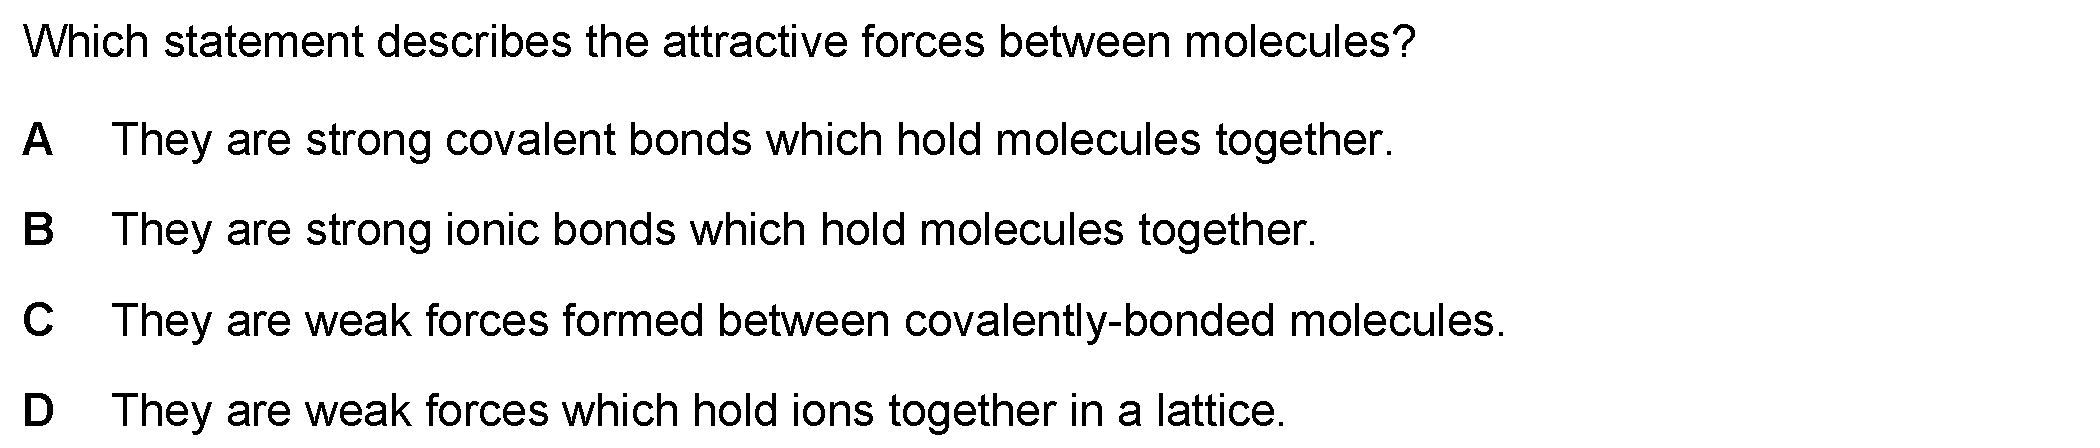 Which statement describes the attractive forces between molecules?
A They are strong covalent bonds which hold molecules together.
B They are strong ionic bonds which hold molecules together.
C They are weak forces formed between covalently-bonded molecules.
D They are weak forces which hold ions together in a lattice.